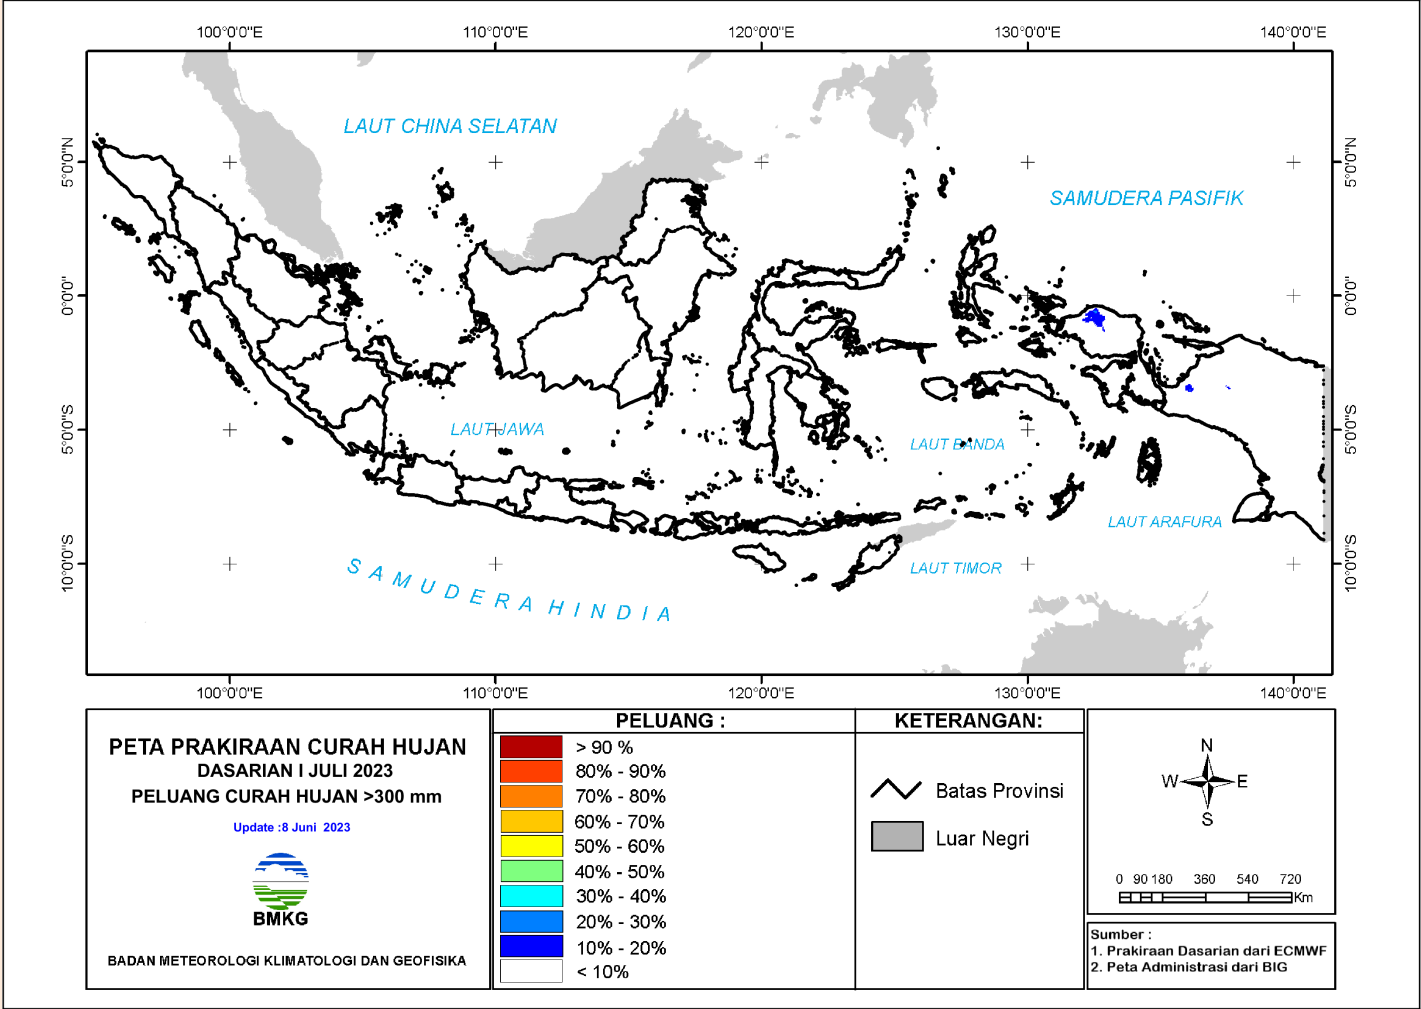 100°0'0"E 110°0'0"E 120°0'0"E 130°0'0"E 140°0'0"E
5°0'0"N
0°0'0"
5°0'0"S
10°0'0"S
LAUT CHINA SELATAN
SAMUDERA PASIFIK
LAUT JAWA
LAUT BANDA
LAUT ARAFURA
LAUT TIMOR
SAMUDERA HINDIA
5°0'0"N
0°0'0"
5°0'0"S
10°0'0"S
100°0'0"E 110°0'0"E 120°0'0"E 130°0'0"E 140°0'0"E
PETA PRAKIRAAN CURAH HUJAN
DASARIAN I JULI 2023
PELUANG CURAH HUJAN >300 mm
Update :8 Juni 2023
BMKG
BADAN METEOROLOGI KLIMATOLOGI DAN GEOFISIKA
PELUANG :
> 90 %
80% - 90%
70% - 80%
60% - 70%
50% - 60%
40% - 50%
30% - 40%
20% - 30%
10% - 20%
< 10%
KETERANGAN:
Batas Provinsi
Luar Negri
N
W E
S
0 90 180 360 540 720
Km
Sumber :
1. Prakiraan Dasarian dari ECMWF
2. Peta Administrasi dari BIG